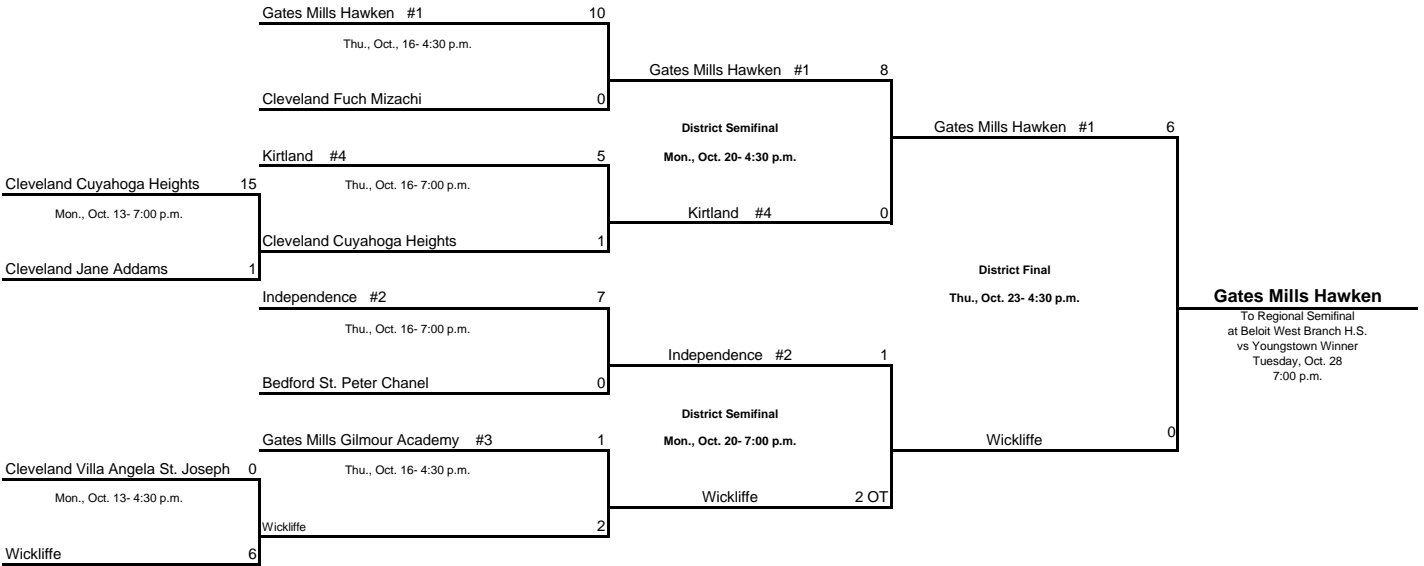 Gates Mills Hawken #1 10
Thu., Oct., 16- 4:30 p.m.
Gates Mills Hawken #1 8
Cleveland Fuch Mizachi 0
District Semifinal
Gates Mills Hawken #1 6
Kirtland #4 5
Mon., Oct. 20- 4:30 p.m.
Cleveland Cuyahoga Heights 15
Thu., Oct. 16- 7:00 p.m.
Mon., Oct. 13- 7:00 p.m.
Kirtland #4 0
Cleveland Cuyahoga Heights 1
Cleveland Jane Addams 1
District Final
Independence #2 7
Thu., Oct. 23- 4:30 p.m.
Gates Mills Hawken
To Regional Semifinal
at Beloit West Branch H.S.
vs Youngstown Winner
Tuesday, Oct. 28
7:00 p.m.
Thu., Oct. 16- 7:00 p.m.
Independence #2 1
Bedford St. Peter Chanel 0
District Semifinal
Gates Mills Gilmour Academy #3 1
Mon., Oct. 20- 7:00 p.m.
Wickliffe 0
Cleveland Villa Angela St. Joseph 0
Thu., Oct. 16- 4:30 p.m.
Mon., Oct. 13- 4:30 p.m.
Wickliffe 2 OT
Wickliffe 2
Wickliffe 6